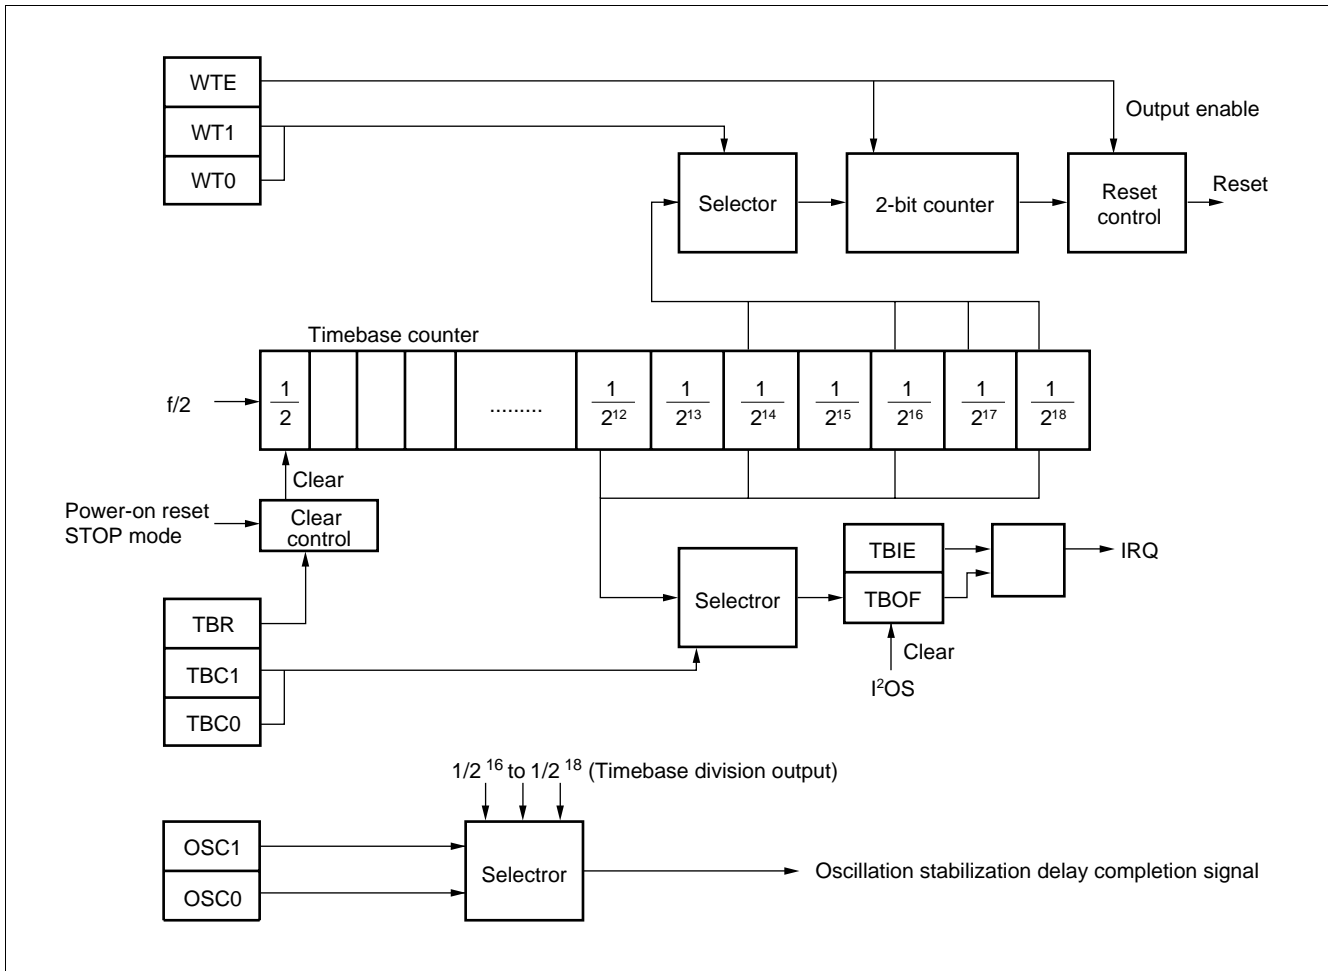 WTE
Output enable
WT1
WT0
Selector
2-bit counter
Reset
control
Reset
Timebase counter
f/2
1
2
.........
1
2¹²
1
2¹³
1
2¹⁴
1
2¹⁵
1
2¹⁶
1
2¹⁷
1
2¹⁸
Clear
Power-on reset
STOP mode
Clear
control
TBIE
IRQ
Selectror
TBOF
TBR
Clear
TBC1
I²OS
TBC0
1/2 ¹⁶ to 1/2 ¹⁸ (Timebase division output)
OSC1
Selectror
Oscillation stabilization delay completion signal
OSC0